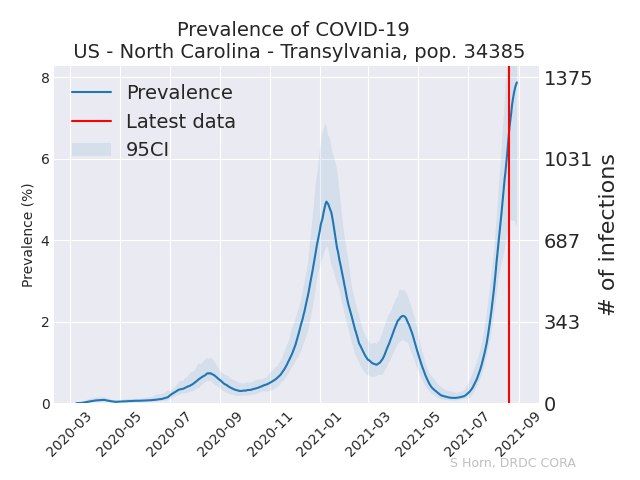 Prevalence of COVID-19
US - North Carolina - Transylvania, pop. 34385
Prevalence
Latest data
95CI
Prevalence (%)
8
6
4
2
0
1375
1031
687
343
0
# of infections
2020-03
2020-05
2020-07
2020-09
2020-11
2021-01
2021-03
2021-05
2021-07
2021-09
S Horn, DRDC CORA